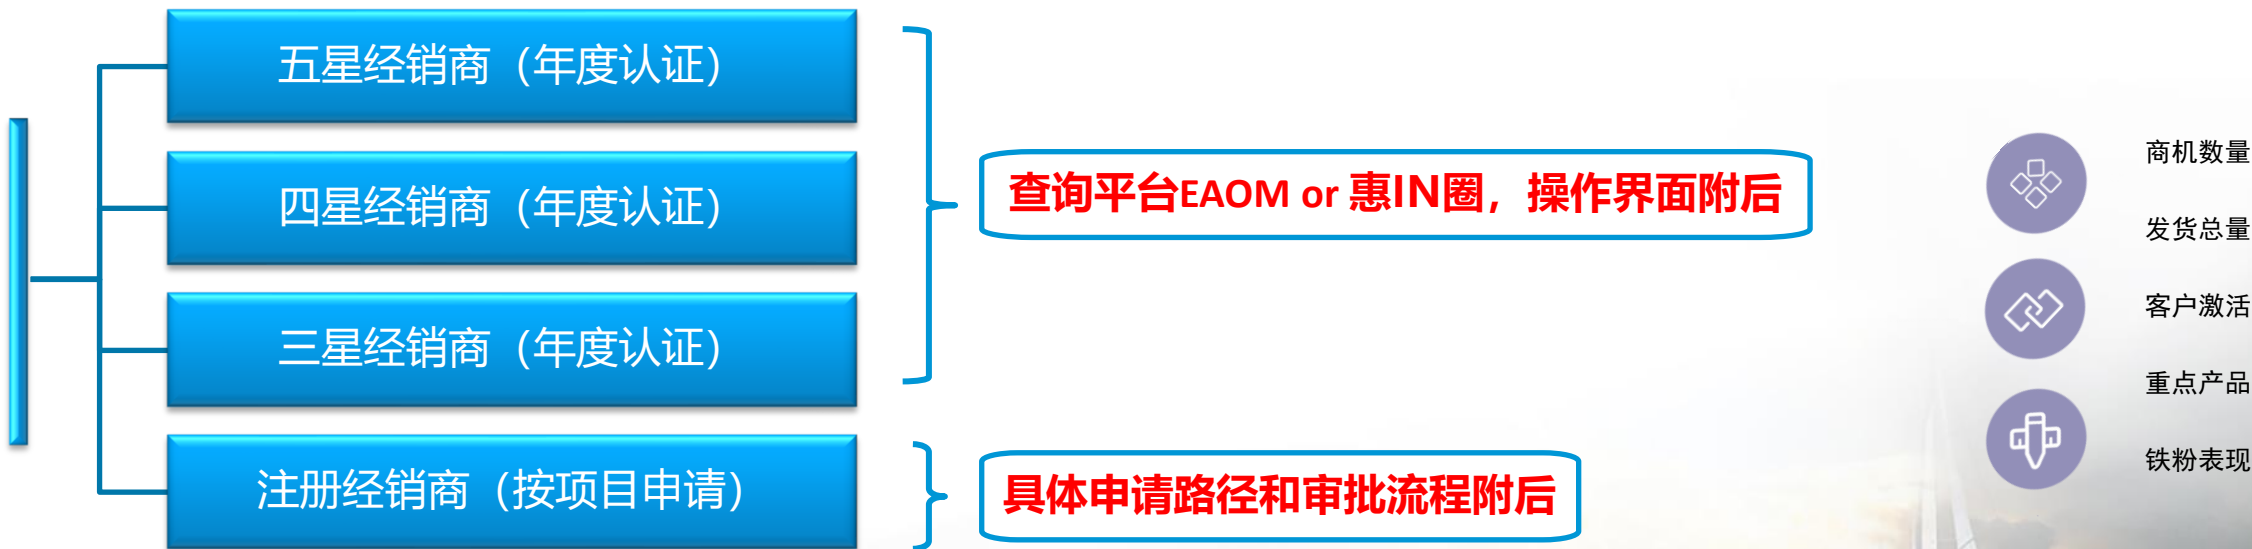 五星经销商（年度认证）
四星经销商（年度认证）
三星经销商（年度认证）
注册经销商（按项目申请）
查询平台EAOM or 惠IN圈，操作界面附后
具体申请路径和审批流程附后
商机数量
发货总量
客户激活
重点产品
铁粉表现